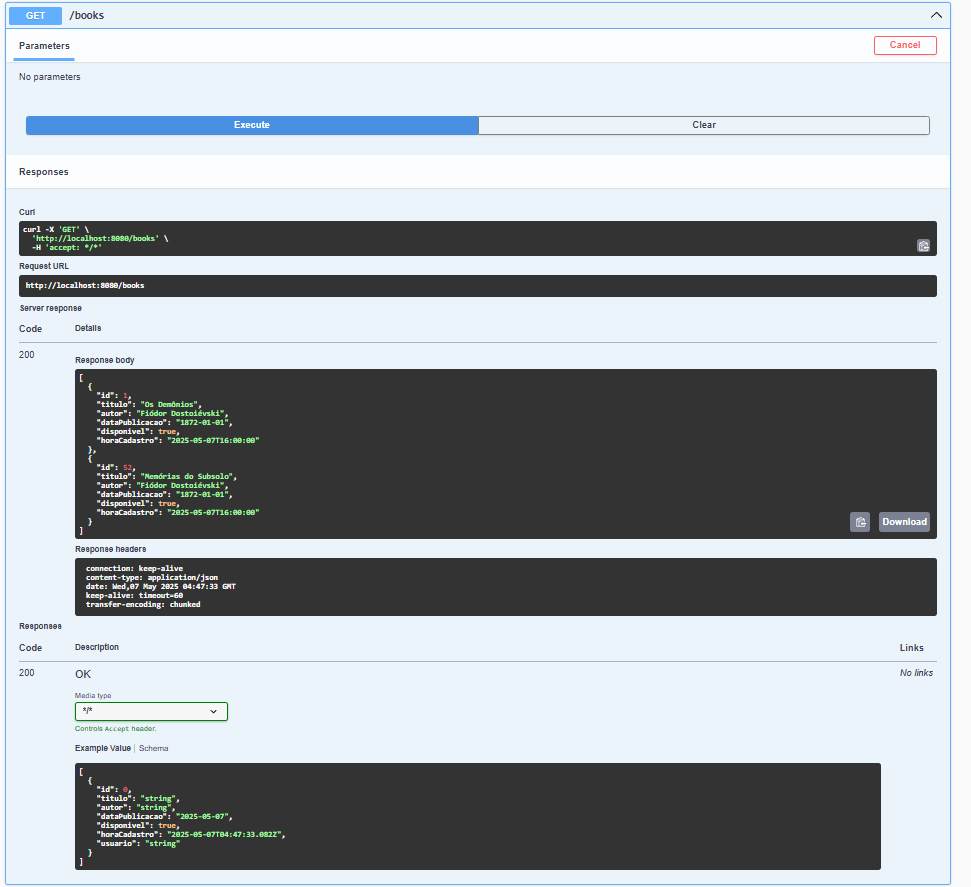 GET /books
Parameters Cancel
No parameters
Execute Clear
Responses
Curl
curl -X 'GET' \
'http://localhost:8080/books' \
-H 'accept: */*'
Request URL
http://localhost:8080/books
Server response
Code Details
200
Response body
[
{
"id": 1,
"titulo": "Os Demônios",
"autor": "Fiódor Dostoiévski",
"dataPublicacao": "1872-01-01",
"disponivel": true,
"horaCadastro": "2025-05-07T16:00:00"
},
{
"id": 52,
"titulo": "Memórias do Subsolo",
"autor": "Fiódor Dostoiévski",
"dataPublicacao": "1872-01-01",
"disponivel": true,
"horaCadastro": "2025-05-07T16:00:00"
}
]
Download
Response headers
connection: keep-alive
content-type: application/json
date: Wed,07 May 2025 04:47:33 GMT
keep-alive: timeout=60
transfer-encoding: chunked
Responses
Code Description Links
200 OK No links
Media type
*/*
Controls Accept header.
Example Value | Schema
[
{
"id": 0,
"titulo": "string",
"autor": "string",
"dataPublicacao": "2025-05-07",
"disponivel": true,
"horaCadastro": "2025-05-07T04:47:33.082Z",
"usuario": "string"
}
]